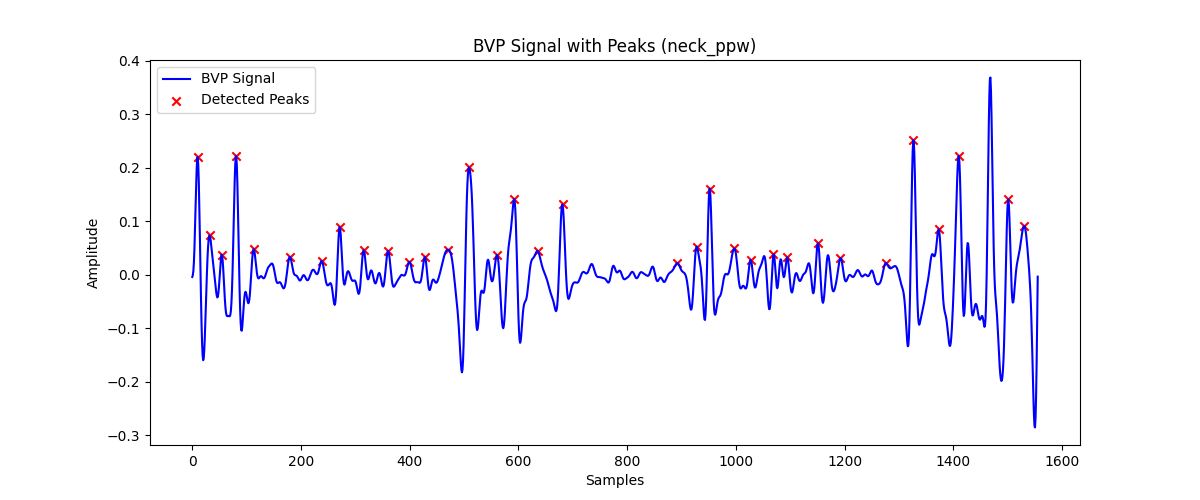 BVP Signal with Peaks (neck_ppw)
BVP Signal
Detected Peaks
Amplitude
0.4
0.3
0.2
0.1
0.0
−0.1
−0.2
−0.3
0 200 400 600 800 1000 1200 1400 1600
Samples